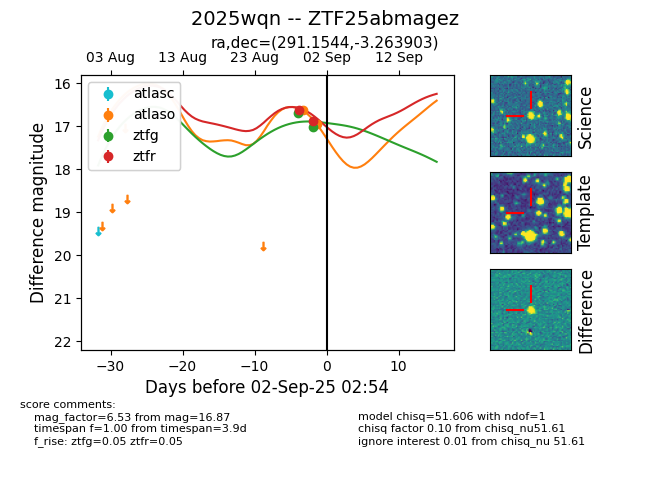 2025wqn -- ZTF25abmagez
ra,dec=(291.1544,-3.263903)
03 Aug 13 Aug 23 Aug 02 Sep 12 Sep
atlasc
atlaso
ztfg
ztfr
16
17
18
19
20
21
22
Difference magnitude
−30 −20 −10 0 10
Days before 02-Sep-25 02:54
Science
Template
Difference
score comments:
mag_factor=6.53 from mag=16.87
timespan f=1.00 from timespan=3.9d
f_rise: ztfg=0.05 ztfr=0.05
model chisq=51.606 with ndof=1
chisq factor 0.10 from chisq_nu51.61
ignore interest 0.01 from chisq_nu 51.61